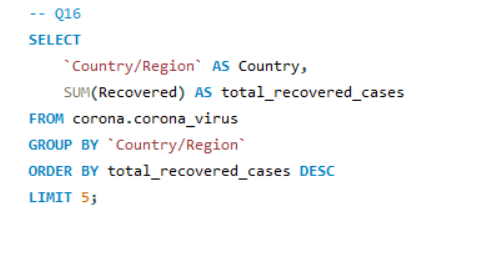 -- Q16
SELECT
    `Country/Region` AS Country,
    SUM(Recovered) AS total_recovered_cases
FROM corona.corona_virus
GROUP BY `Country/Region`
ORDER BY total_recovered_cases DESC
LIMIT 5;